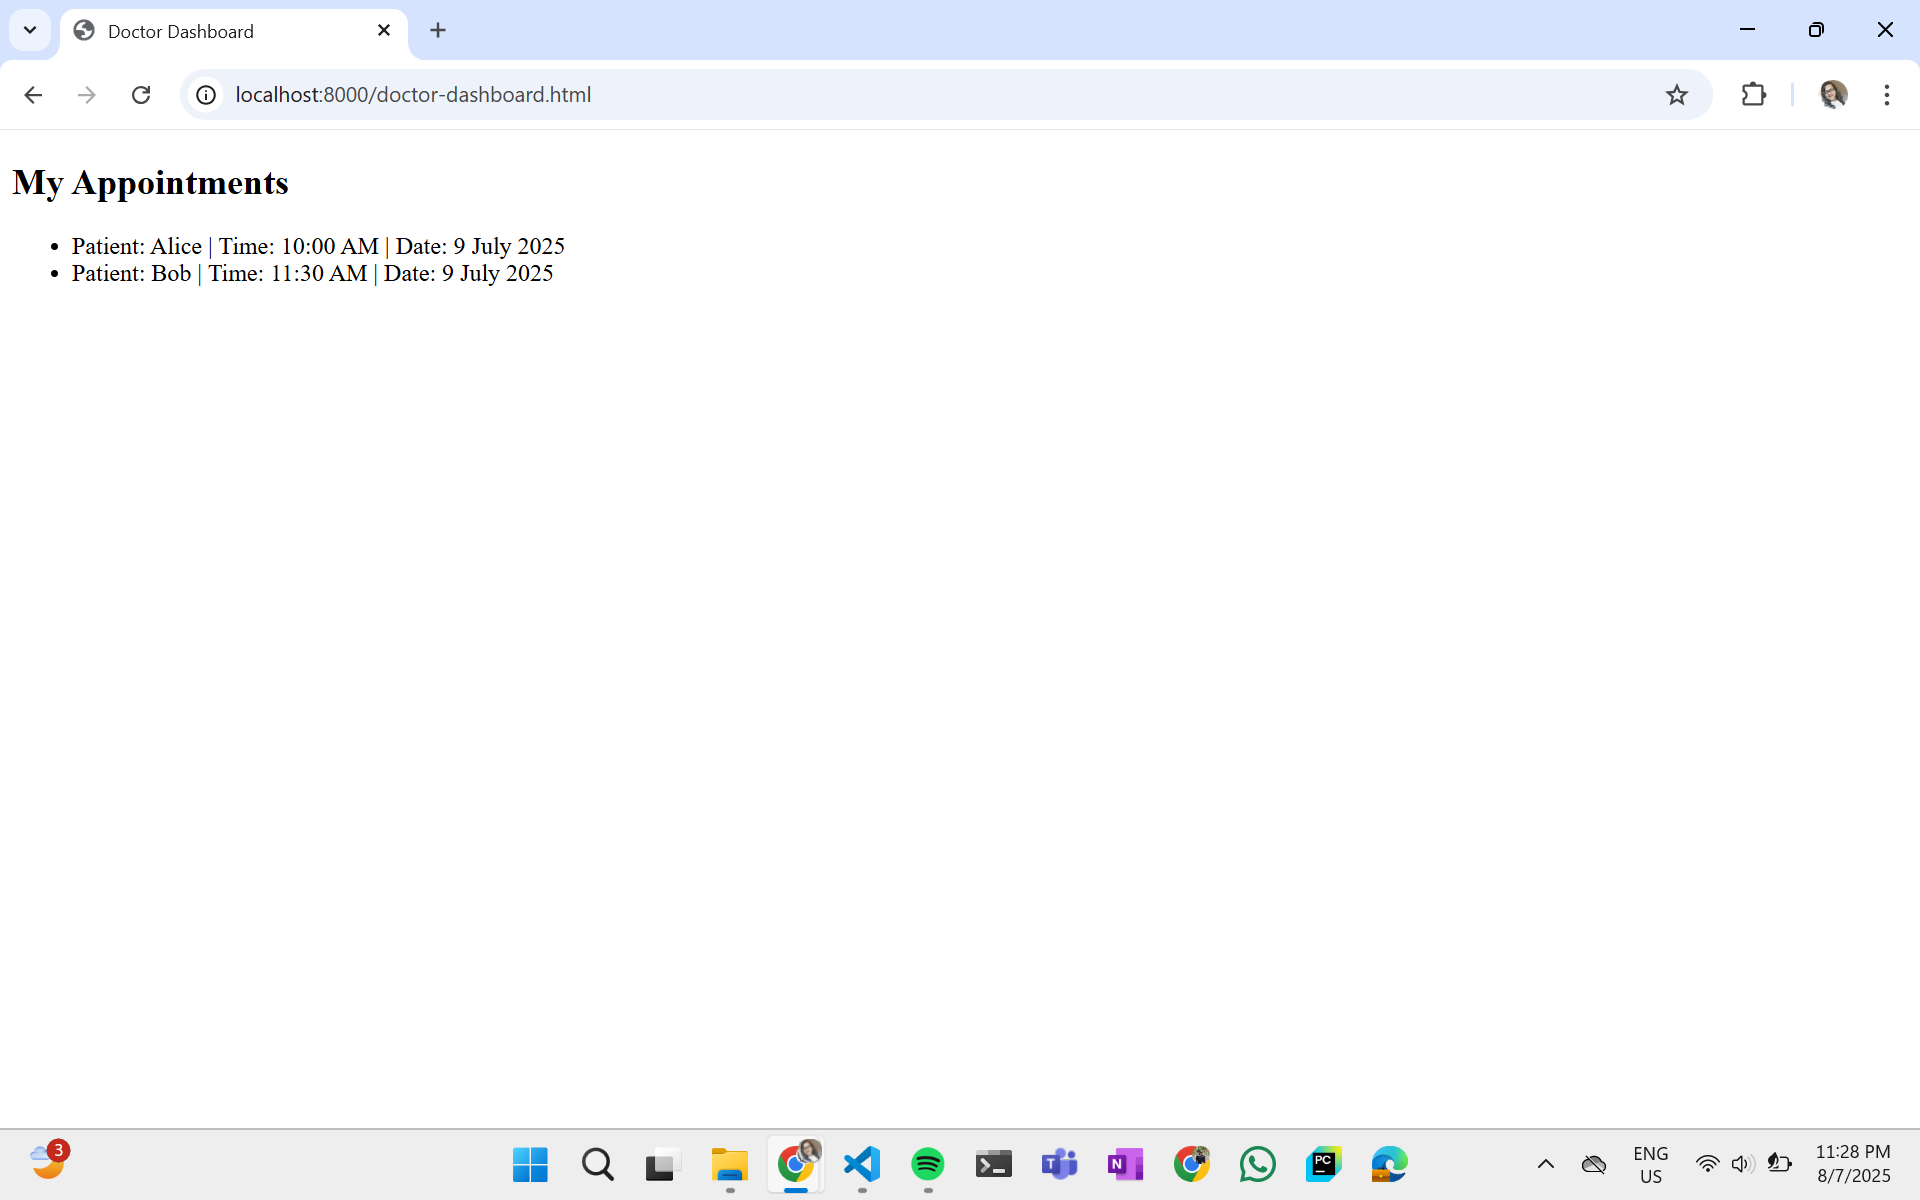 Doctor Dashboard
localhost:8000/doctor-dashboard.html
My Appointments
• Patient: Alice | Time: 10:00 AM | Date: 9 July 2025
• Patient: Bob | Time: 11:30 AM | Date: 9 July 2025
3
PC
N
T
ENG
US
11:28 PM
8/7/2025